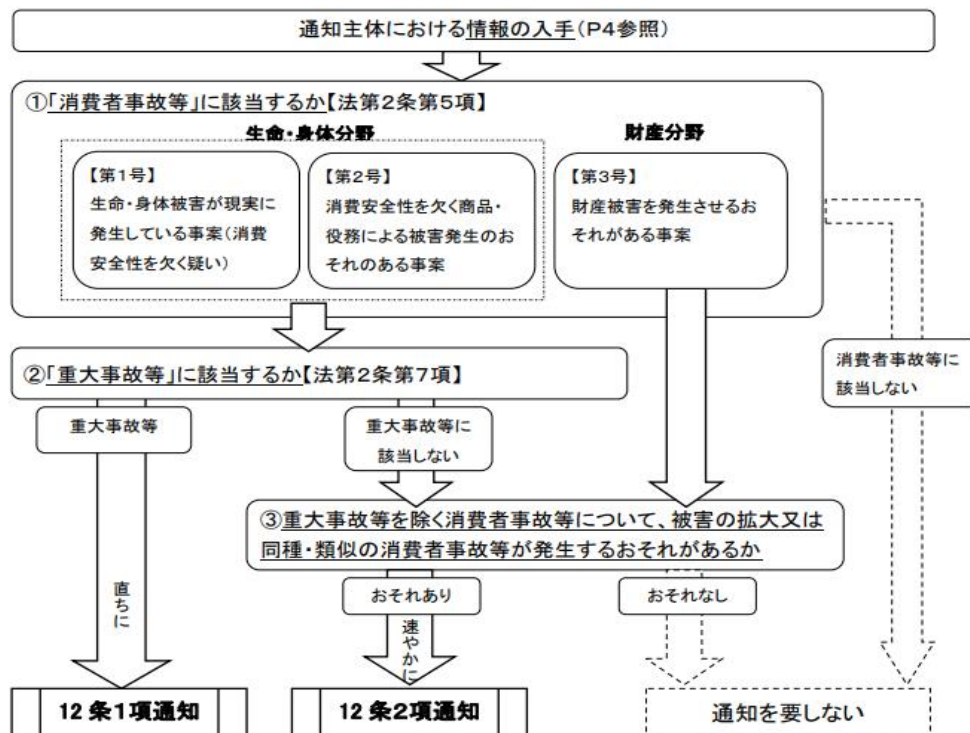 通知主体における情報の入手(P4参照)
①「消費者事故等」に該当するか【法第2条第5項】
生命・身体分野
財産分野
【第1号】
生命・身体被害が現実に
発生している事案(消費
安全性を欠く疑い)
【第2号】
消費安全性を欠く商品・
役務による被害発生のお
それのある事案
【第3号】
財産被害を発生させるお
それがある事案
②「重大事故等」に該当するか【法第2条第7項】
消費者事故等に
該当しない
重大事故等
重大事故等に
該当しない
③重大事故等を除く消費者事故等について、被害の拡大又は
同種・類似の消費者事故等が発生するおそれがあるか
おそれあり
おそれなし
直ちに
速やかに
12条1項通知
12条2項通知
通知を要しない